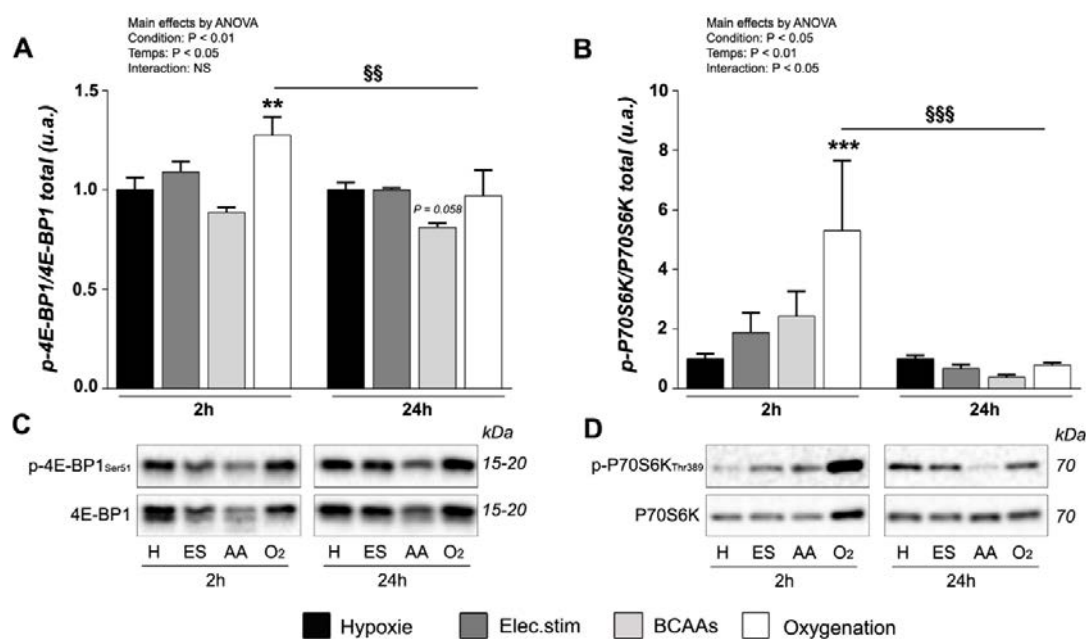 A
Main effects by ANOVA
Condition: P < 0.01
Temps: P < 0.05
Interaction: NS
p-4E-BP1/4E-BP1 total (u.a.)
1.5
1.0
0.5
0.0
**
§§
P = 0.058
2h
24h
B
Main effects by ANOVA
Condition: P < 0.05
Temps: P < 0.01
Interaction: P < 0.05
p-P70S6K/P70S6K total (u.a.)
10
8
6
4
2
0
***
§§§
2h
24h
C
kDa
p-4E-BP1Ser51
15-20
4E-BP1
15-20
H ES AA O2 H ES AA O2
2h
24h
D
kDa
p-P70S6KThr389
70
P70S6K
70
H ES AA O2 H ES AA O2
2h
24h
Hypoxie Elec.stim BCAAs Oxygenation